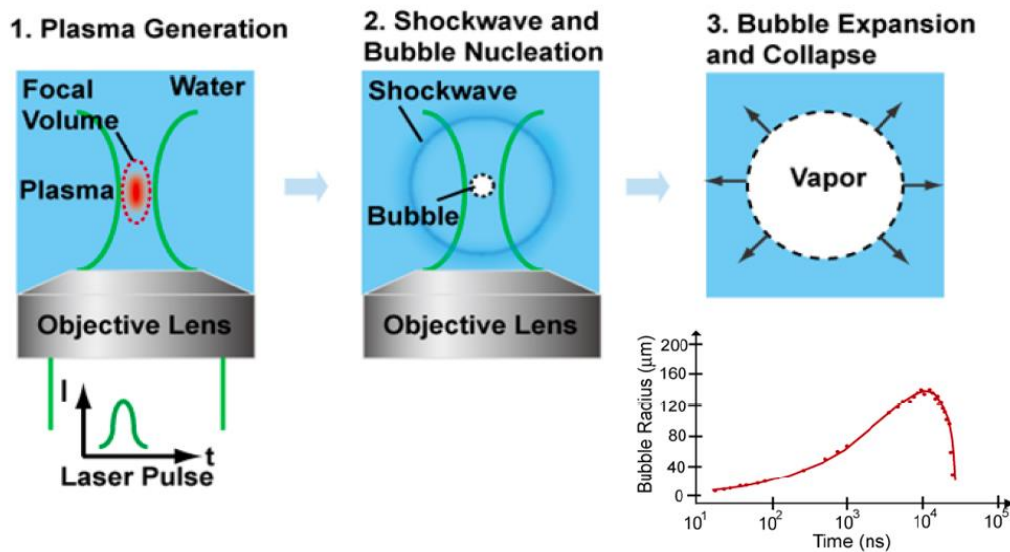 1. Plasma Generation
Focal
Volume
Water
Plasma
Objective Lens
I
t
Laser Pulse
2. Shockwave and
Bubble Nucleation
Shockwave
Bubble
Objective Lens
3. Bubble Expansion
and Collapse
Vapor
Bubble Radius (μm)
200
160
120
80
40
0
10¹ 10² 10³ 10⁴ 10⁵
Time (ns)